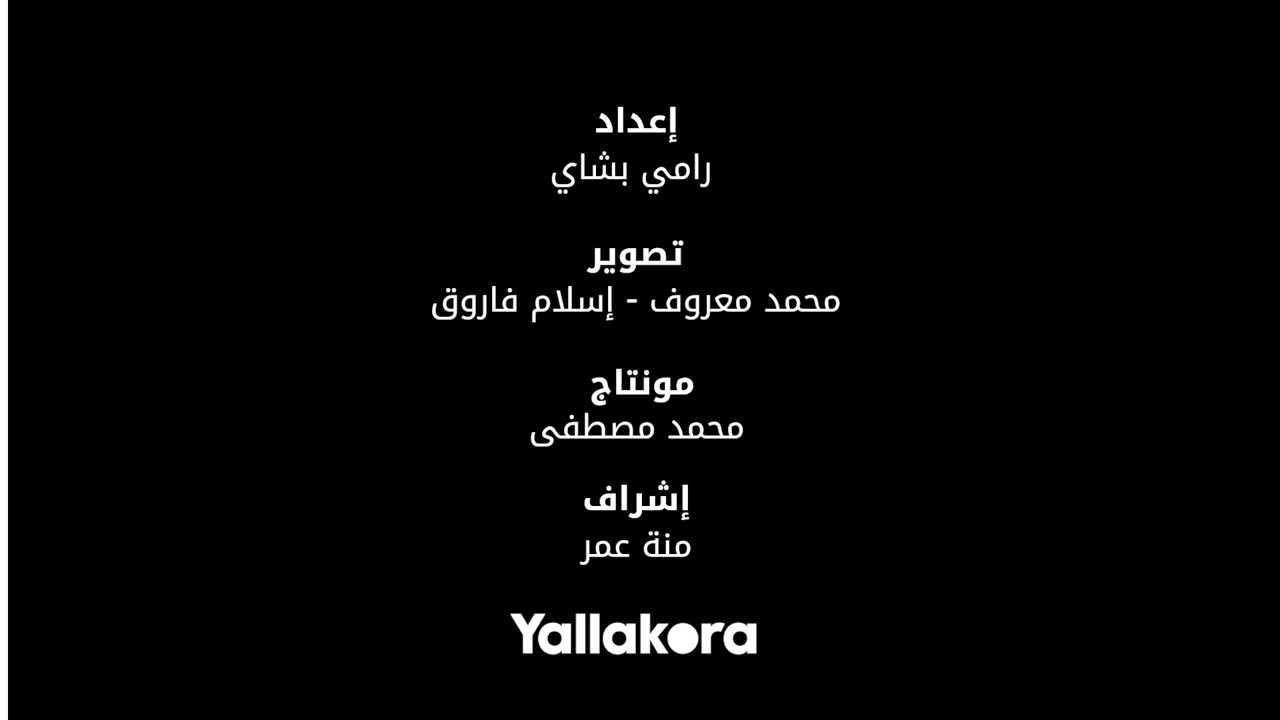 إعداد
رامي بشاي
تصوير
محمد معروف - إسلام فاروق
مونتاج
محمد مصطفى
إشراف
منة عمر
Yallakora